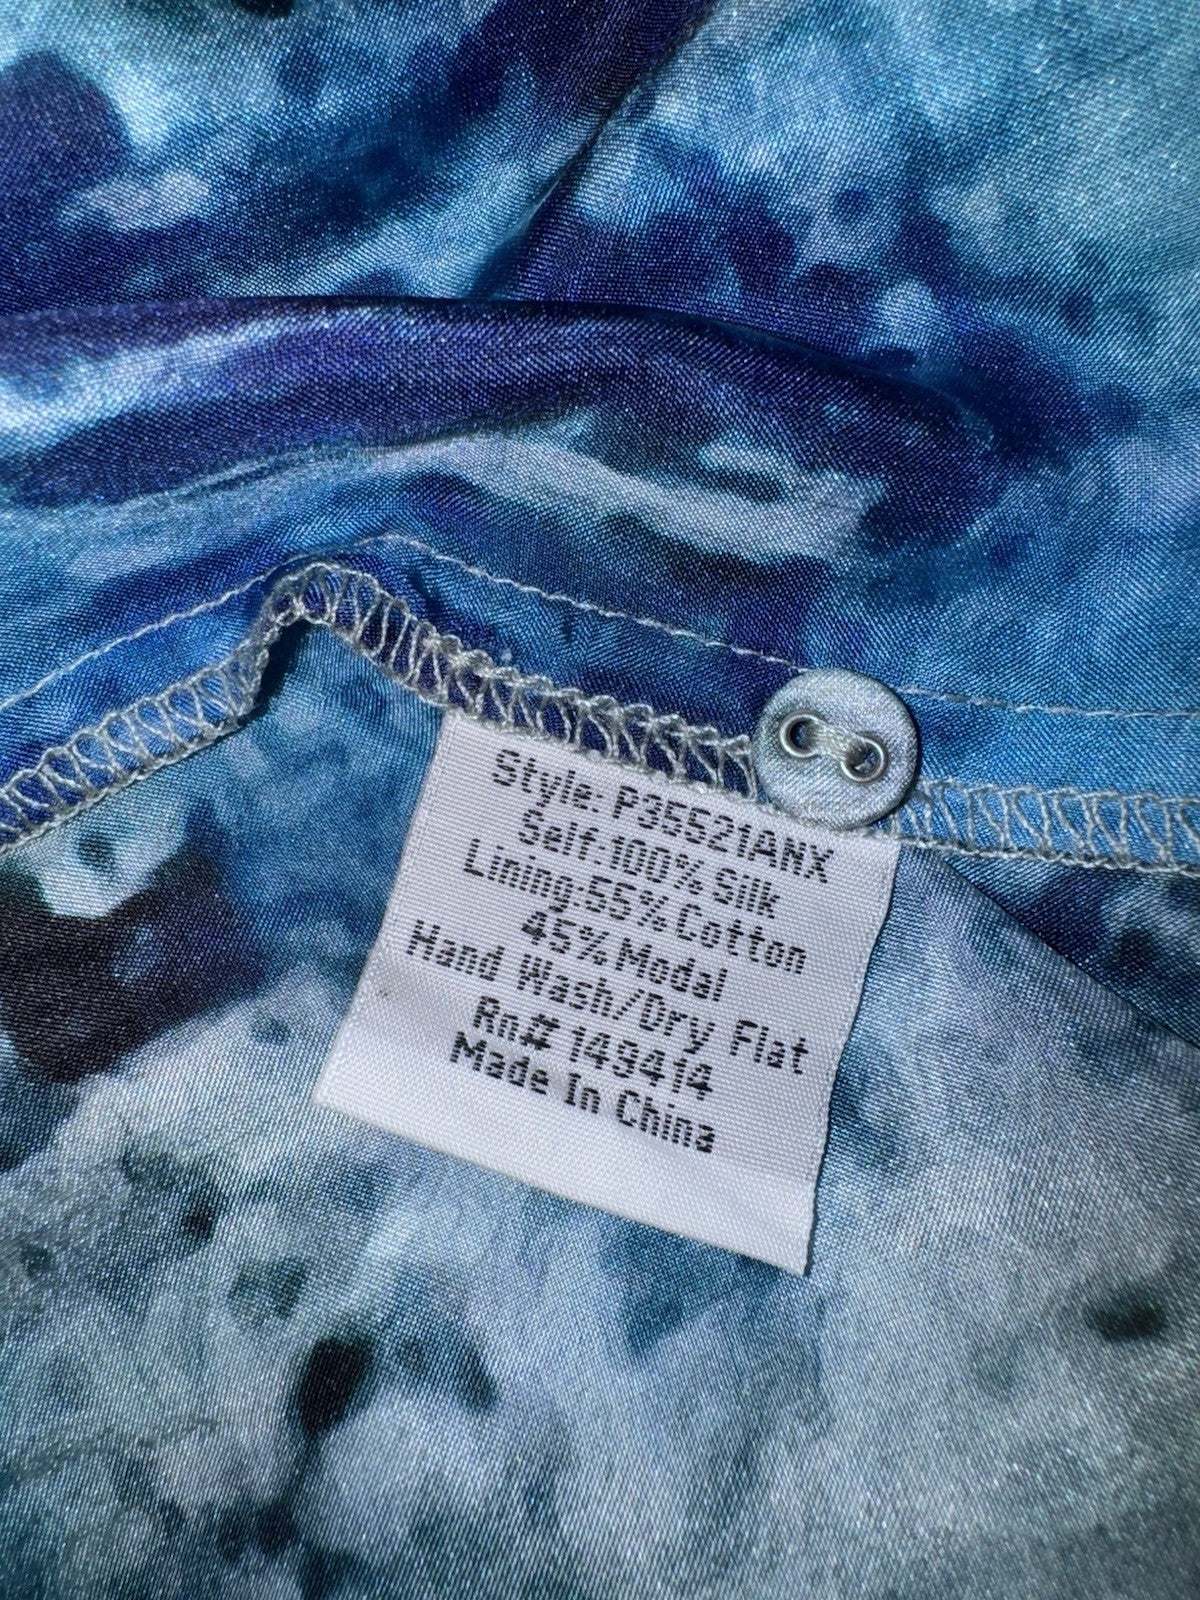 Style: P35521ANX
Self:100% Silk
Lining:55% Cotton
45% Modal
Hand Wash/Dry Flat
Rn# 149414
Made In China